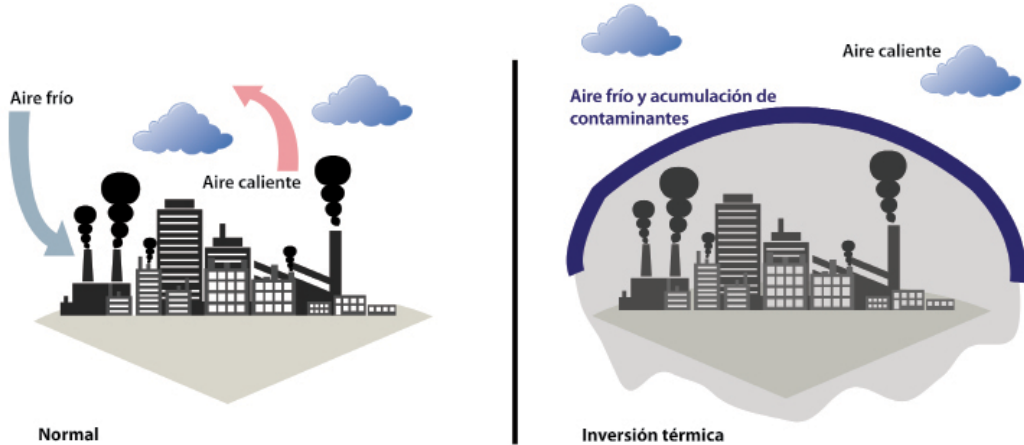 Aire frío
Aire caliente
Normal
Aire caliente
Aire frío y acumulación de
contaminantes
Inversión térmica